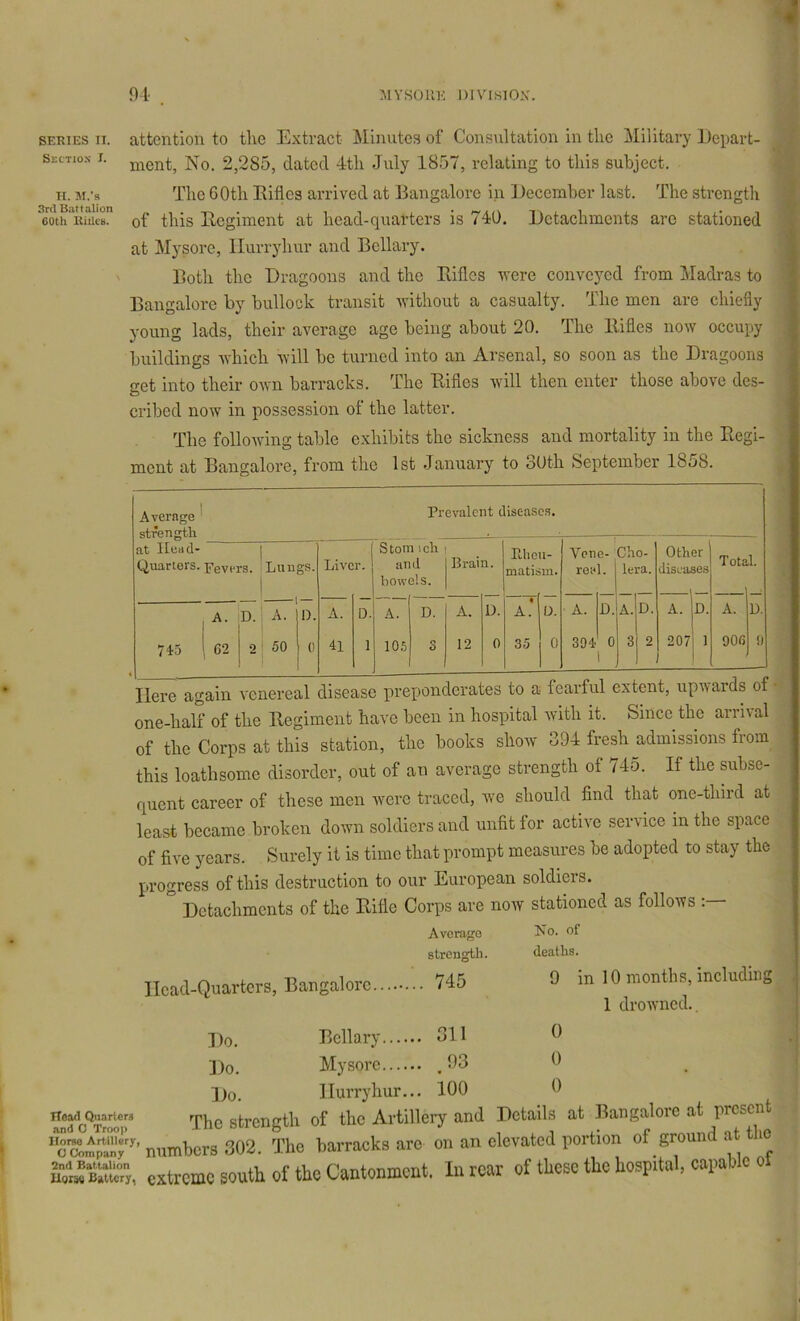 94 MYSORE DIVISION.
SERIES II.
SECTION I.
H. M.'s
3rd Battalion
60th Rifles.
attention to the Extract Minutes of Consultation in the Military Depart-
ment, No. 2,285, dated 4th July 1857, relating to this subject.
The 60th Rifles arrived at Bangalore in December last. The strength
of this Regiment at head-quarters is 740. Detachments are stationed
at Mysore, Hurryhur and Bellary.
Both the Dragoons and the Rifles were conveyed from Madras to
Bangalore by bullock transit without a casualty. The men are chiefly
young lads, their average age being about 20. The Rifles now occupy
buildings which will be turned into an Arsenal, so soon as the Dragoons
get into their own barracks. The Rifles will then enter those above des-
cribed now in possession of the latter.
The following table exhibits the sickness and mortality in the Regi-
ment at Bangalore, from the 1st January to 30th September 1858.
Average strength at Head-Quarters. Prevalent diseases.
Fevers. Lungs. Liver. Stomach and bowels. Brain. Rheu-matism. Vene-real. Cho-lera. Other diseases Total.
A. D. A. D. A. D. A. D. A. D. A. D. A. D. A. D. A. D. A. D.
745 62 2 50 0 41 1 105 3 12 0 35 0 394 0 3 2 207 1 906 9
Here again venereal disease preponderates to a fearful extent, upwards of
one-half of the Regiment have been in hospital with it. Since the arrival
of the Corps at this station, the books show 394 fresh admissions from
this loathsome disorder, out of an average strength of 745. If the subse-
quent career of these men were traced, we should find that one-third at
least became broken down soldiers and unfit for active service in the space
of five years. Surely it is time that prompt measures be adopted to stay the
progress of this destruction to our European soldiers.
Detachments of the Rifle Corps are now stationed as follows :—
Average strength. No. of deaths.
Head-Quarters, Bangalore........ 745 9 in 10 months, including
1 drowned.
Do. Bellary...... 311 0
Do. Mysore...... 93 0
Do. Hurryhur... 100 0
Head Quarters
and C Troop
Horse Artillery,
C Company
2nd Battalion
Horse Battery,
The strength of the Artillery and Details at Bangalore at present
numbers 302. The barracks are on an elevated portion of ground at the
extreme south of the Cantonment. In rear of these the hospital, capable of